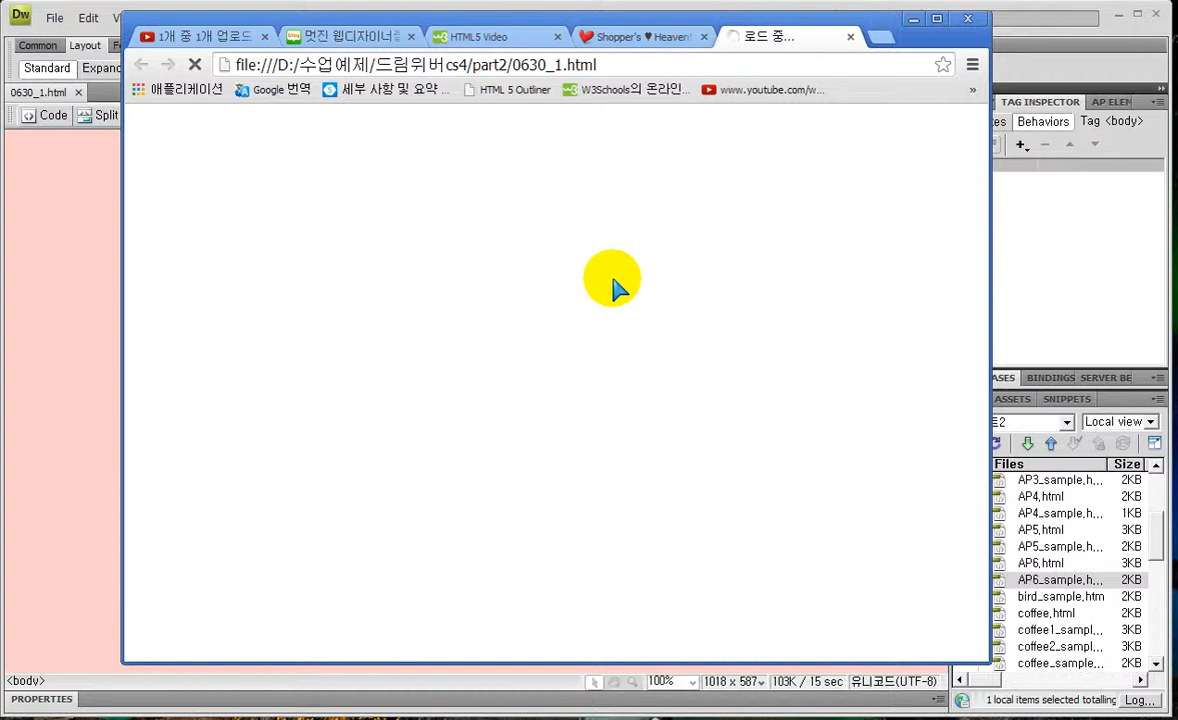 Dw File Edit V
1개 중 1개 업로드 멋진 웹디자이너를 HTML5 Video Shopper's ♥ Heaven! 로드 중...
Common Layout
Standard Expand
file:///D:/수업예제/드림위버cs4/part2/0630_1.html
0630_1.html
애플리케이션 Google 번역 세부 사항 및 요약 ... HTML 5 Outliner W3Schools의 온라인... www.youtube.com/w... »
TAG INSPECTOR AP ELEM
Code Split
Behaviors Tag <body>
BINDINGS SERVER BE
ASSETS SNIPPETS
트2 Local view
Files Size
AP3_sample.h... 2KB
AP4.html 2KB
AP4_sample.h... 1KB
AP5.html 3KB
AP5_sample.h... 2KB
AP6.html 3KB
AP6_sample.h... 2KB
bird_sample.htm 2KB
coffee.html 2KB
coffee1_sampl... 3KB
coffee2_sampl... 3KB
coffee_sample... 3KB
<body> 100% 1018 x 587 103K / 15 sec 유니코드(UTF-8)
PROPERTIES
1 local items selected totalling Log...